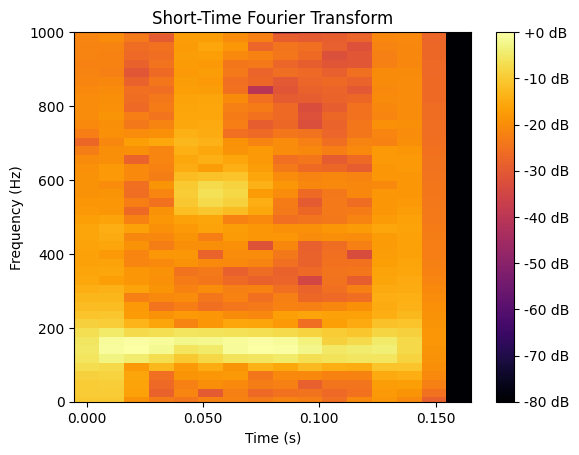 Short-Time Fourier Transform
1000
800
600
400
200
0
Frequency (Hz)
0.000
0.050
0.100
0.150
Time (s)
+0 dB
-10 dB
-20 dB
-30 dB
-40 dB
-50 dB
-60 dB
-70 dB
-80 dB